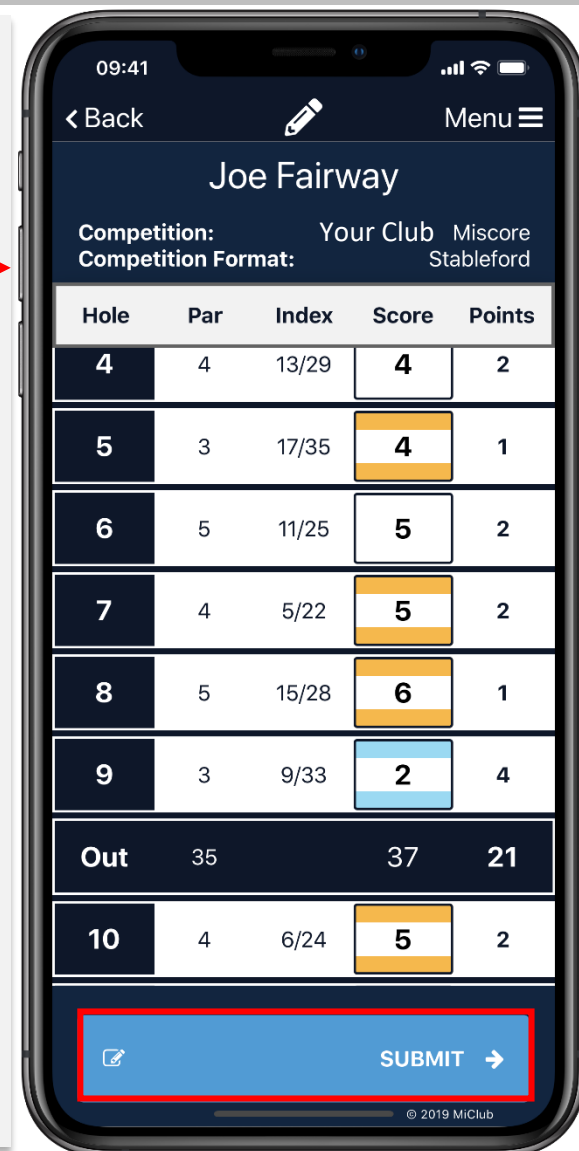 09:41
Back Menu
Joe Fairway
Competition: Your Club Miscore
Competition Format: Stableford
Hole Par Index Score Points
4 4 13/29 4 2
5 3 17/35 4 1
6 5 11/25 5 2
7 4 5/22 5 2
8 5 15/28 6 1
9 3 9/33 2 4
Out 35 37 21
10 4 6/24 5 2
SUBMIT
© 2019 MiClub